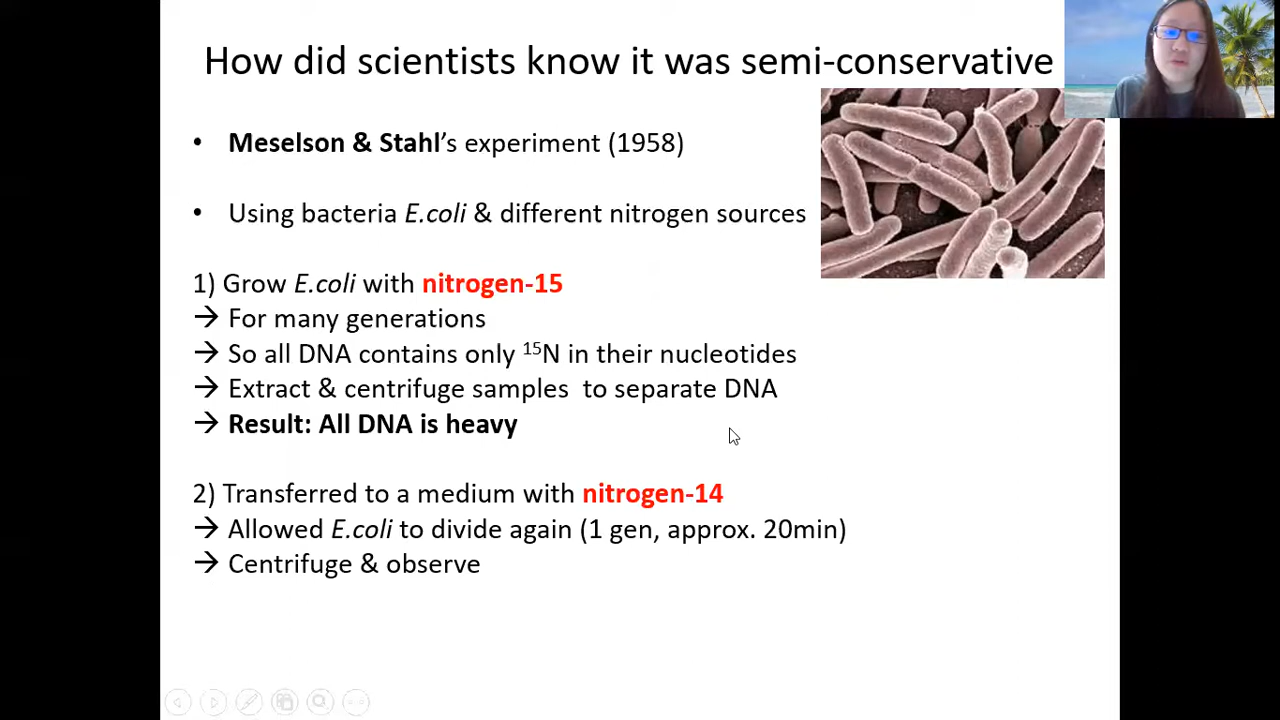 How did scientists know it was semi-conservative
• Meselson & Stahl’s experiment (1958)
• Using bacteria E.coli & different nitrogen sources
1) Grow E.coli with nitrogen-15
→ For many generations
→ So all DNA contains only ¹⁵N in their nucleotides
→ Extract & centrifuge samples  to separate DNA
→ Result: All DNA is heavy
2) Transferred to a medium with nitrogen-14
→ Allowed E.coli to divide again (1 gen, approx. 20min)
→ Centrifuge & observe